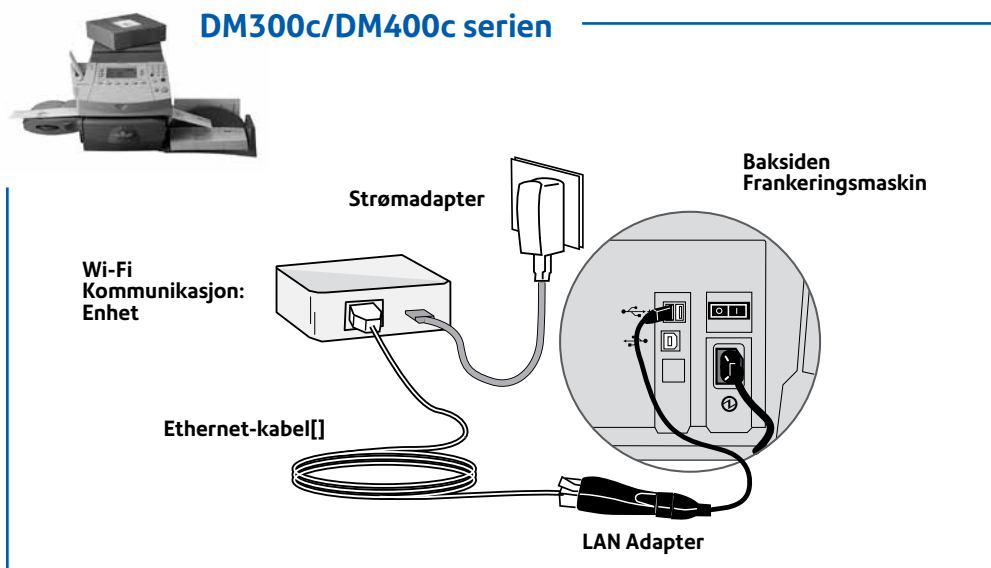 DM300c/DM400c serien
Baksiden
Frankeringsmaskin
Strømadapter
Wi-Fi
Kommunikasjon:
Enhet
Ethernet-kabel[]
LAN Adapter